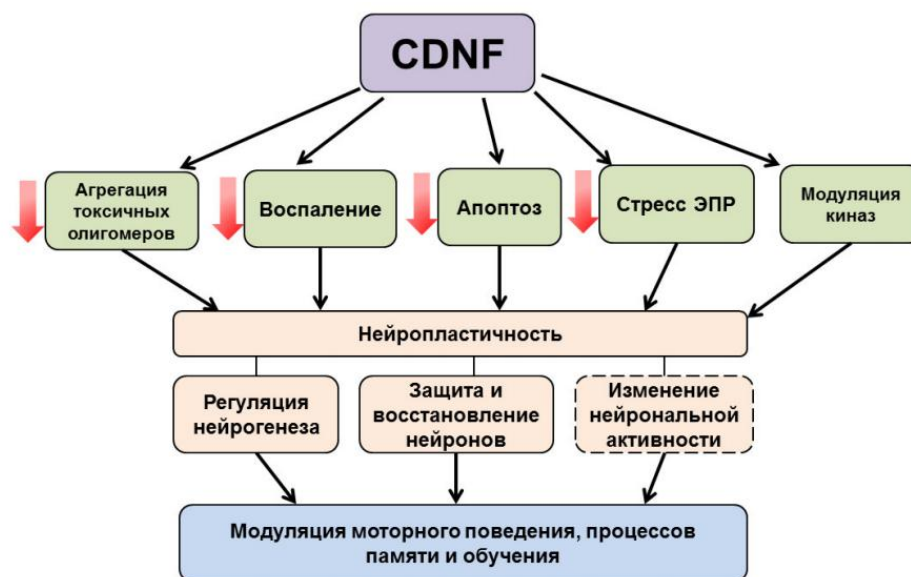 CDNF
Агрегация
токсичных
олигомеров
Воспаление
Апоптоз
Стресс ЭПР
Модуляция
киназ
Нейропластичность
Регуляция
нейрогенеза
Защита и
восстановление
нейронов
Изменение
нейрональной
активности
Модуляция моторного поведения, процессов
памяти и обучения